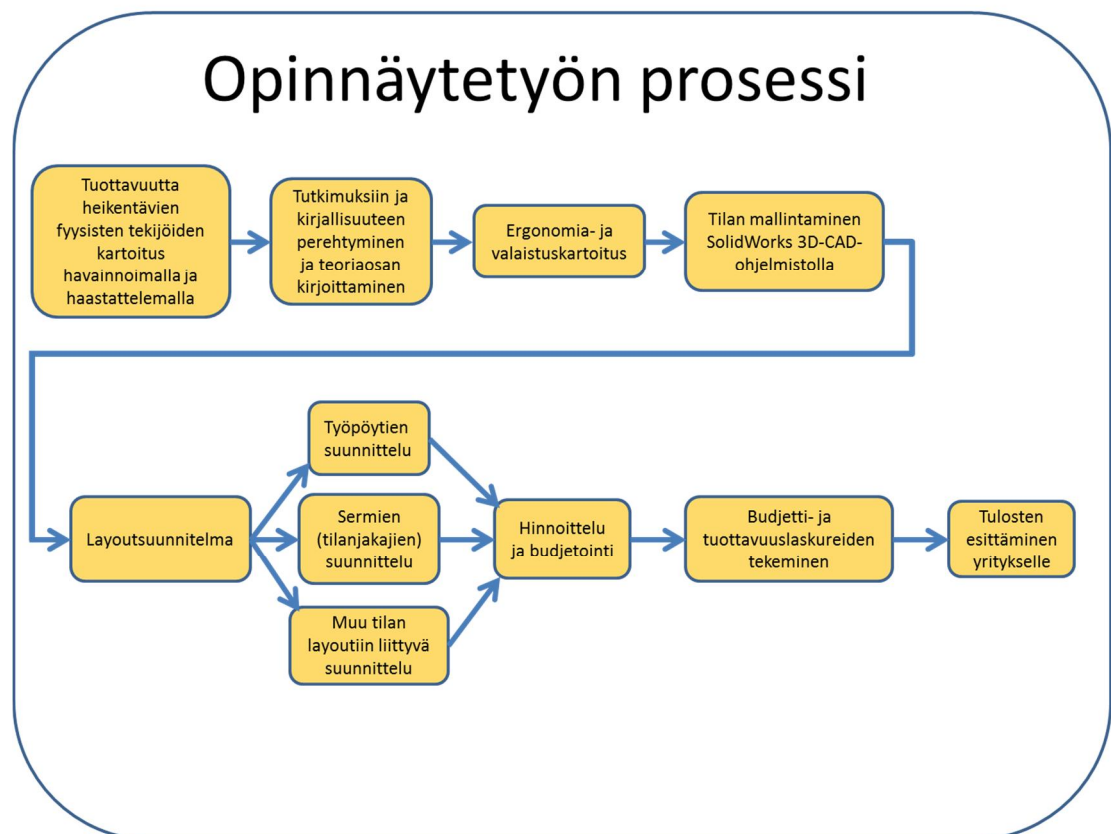 Opinnäytetyön prosessi
Tuottavuutta
heikentävien
fyysisten tekijöiden
kartoitus
havainnoimalla ja
haastattelemalla
Tutkimuksiin ja
kirjallisuuteen
perehtyminen
ja teoriaosan
kirjoittaminen
Ergonomia- ja
valaistuskartoitus
Tilan mallintaminen
SolidWorks 3D-CAD-
ohjelmistolla
Layoutsuunnitelma
Työpöytien
suunnittelu
Sermien
(tilanjakajien)
suunnittelu
Muu tilan
layoutiin liittyvä
suunnittelu
Hinnoittelu
ja budjetointi
Budjetti- ja
tuottavuuslaskureiden
tekeminen
Tulosten
esittäminen
yritykselle